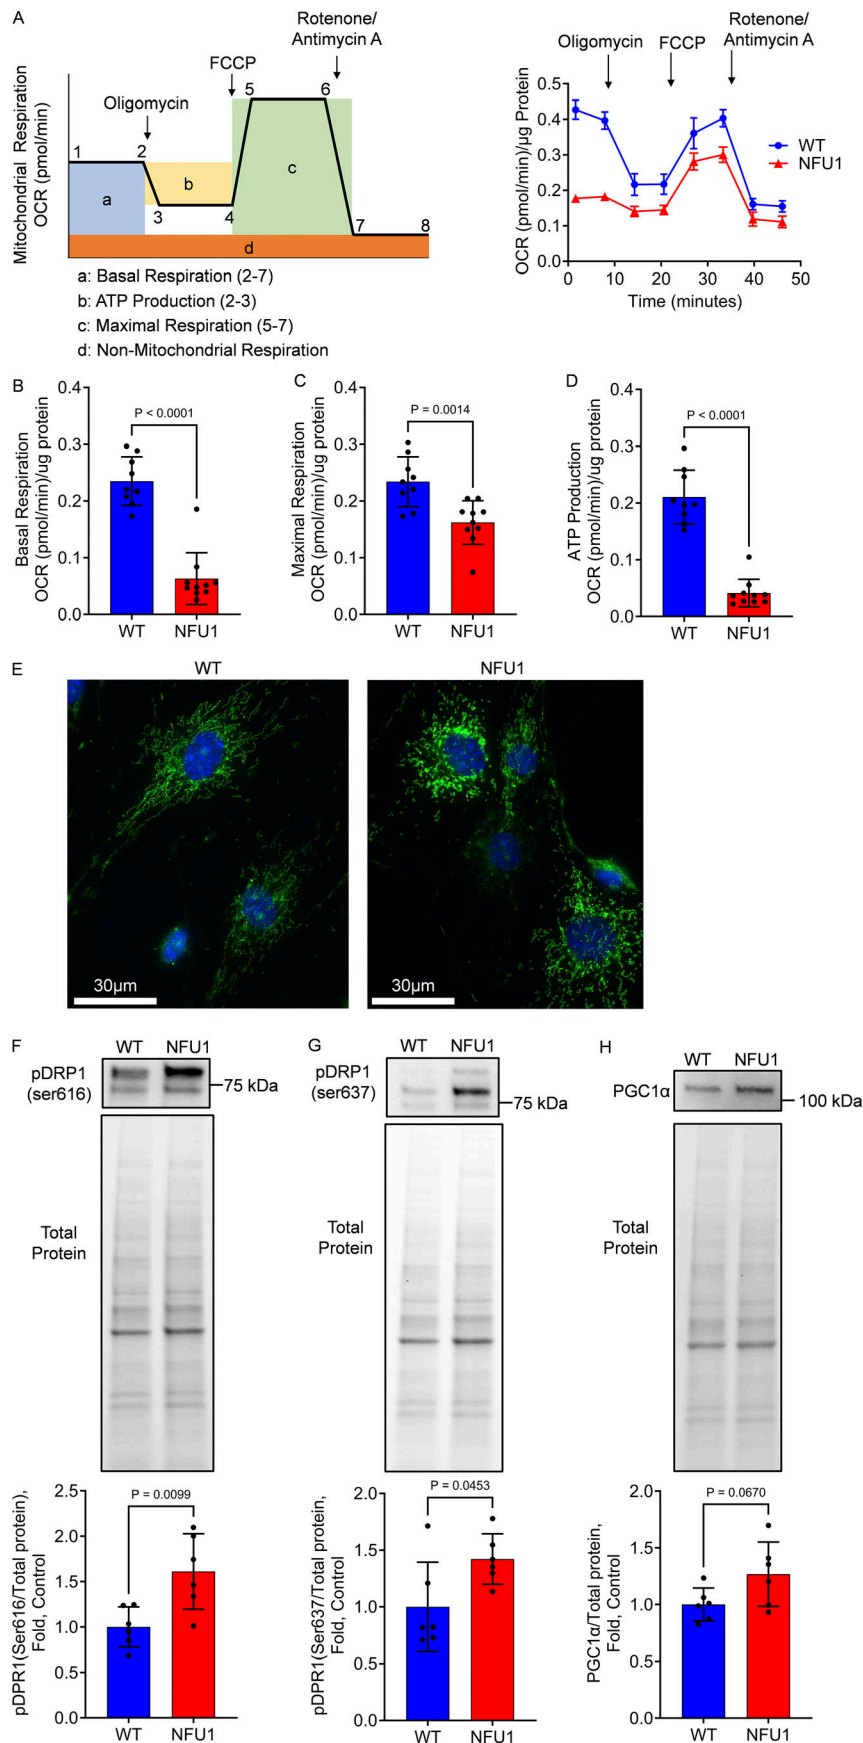 A
Mitochondrial Respiration
OCR (pmol/min)
Oligomycin
FCCP
Rotenone/
Antimycin A
1
2
3
4
5
6
7
8
a
b
c
d
a: Basal Respiration (2-7)
b: ATP Production (2-3)
c: Maximal Respiration (5-7)
d: Non-Mitochondrial Respiration
Oligomycin
FCCP
Rotenone/
Antimycin A
OCR (pmol/min)/µg Protein
0.5
0.4
0.3
0.2
0.1
0.0
0
10
20
30
40
50
Time (minutes)
WT
NFU1
B
Basal Respiration
OCR (pmol/min)/ug protein
0.4
0.3
0.2
0.1
0.0
P < 0.0001
WT
NFU1
C
Maximal Respiration
OCR (pmol/min)/ug protein
0.4
0.3
0.2
0.1
0.0
P = 0.0014
WT
NFU1
D
ATP Production
OCR (pmol/min)/ug protein
0.4
0.3
0.2
0.1
0.0
P < 0.0001
WT
NFU1
E
WT
NFU1
30µm
30µm
F
WT
NFU1
pDRP1
(ser616)
75 kDa
Total
Protein
pDPR1(Ser616/Total protein),
Fold, Control
2.5
2.0
1.5
1.0
0.5
0.0
P = 0.0099
WT
NFU1
G
WT
NFU1
pDRP1
(ser637)
75 kDa
Total
Protein
pDPR1(Ser637/Total protein,
Fold, Control
2.0
1.5
1.0
0.5
0.0
P = 0.0453
WT
NFU1
H
WT
NFU1
PGC1α
100 kDa
Total
Protein
PGC1α/Total protein,
Fold, Control
2.0
1.5
1.0
0.5
0.0
P = 0.0670
WT
NFU1